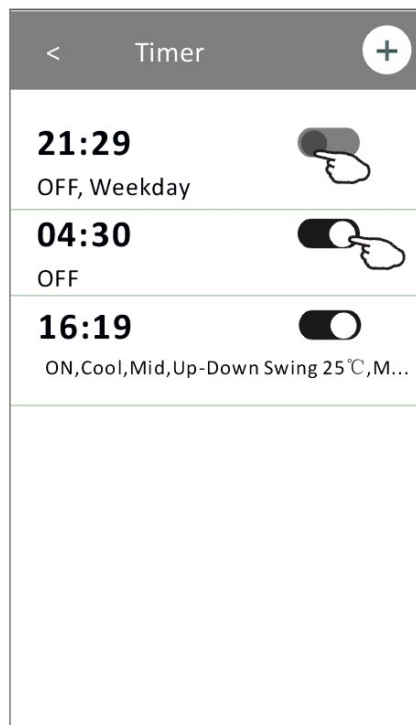 < Timer +
21:29
OFF, Weekday
04:30
OFF
16:19
ON,Cool,Mid,Up-Down Swing 25℃,M...